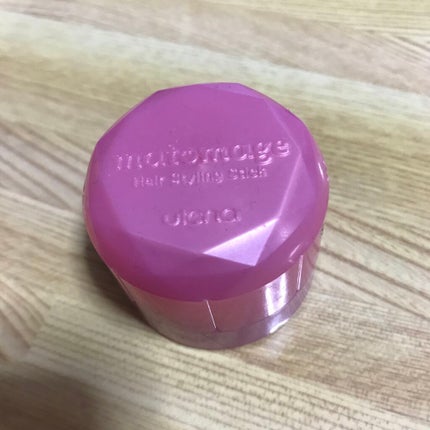 matomage
Hair Styling Stick
utena